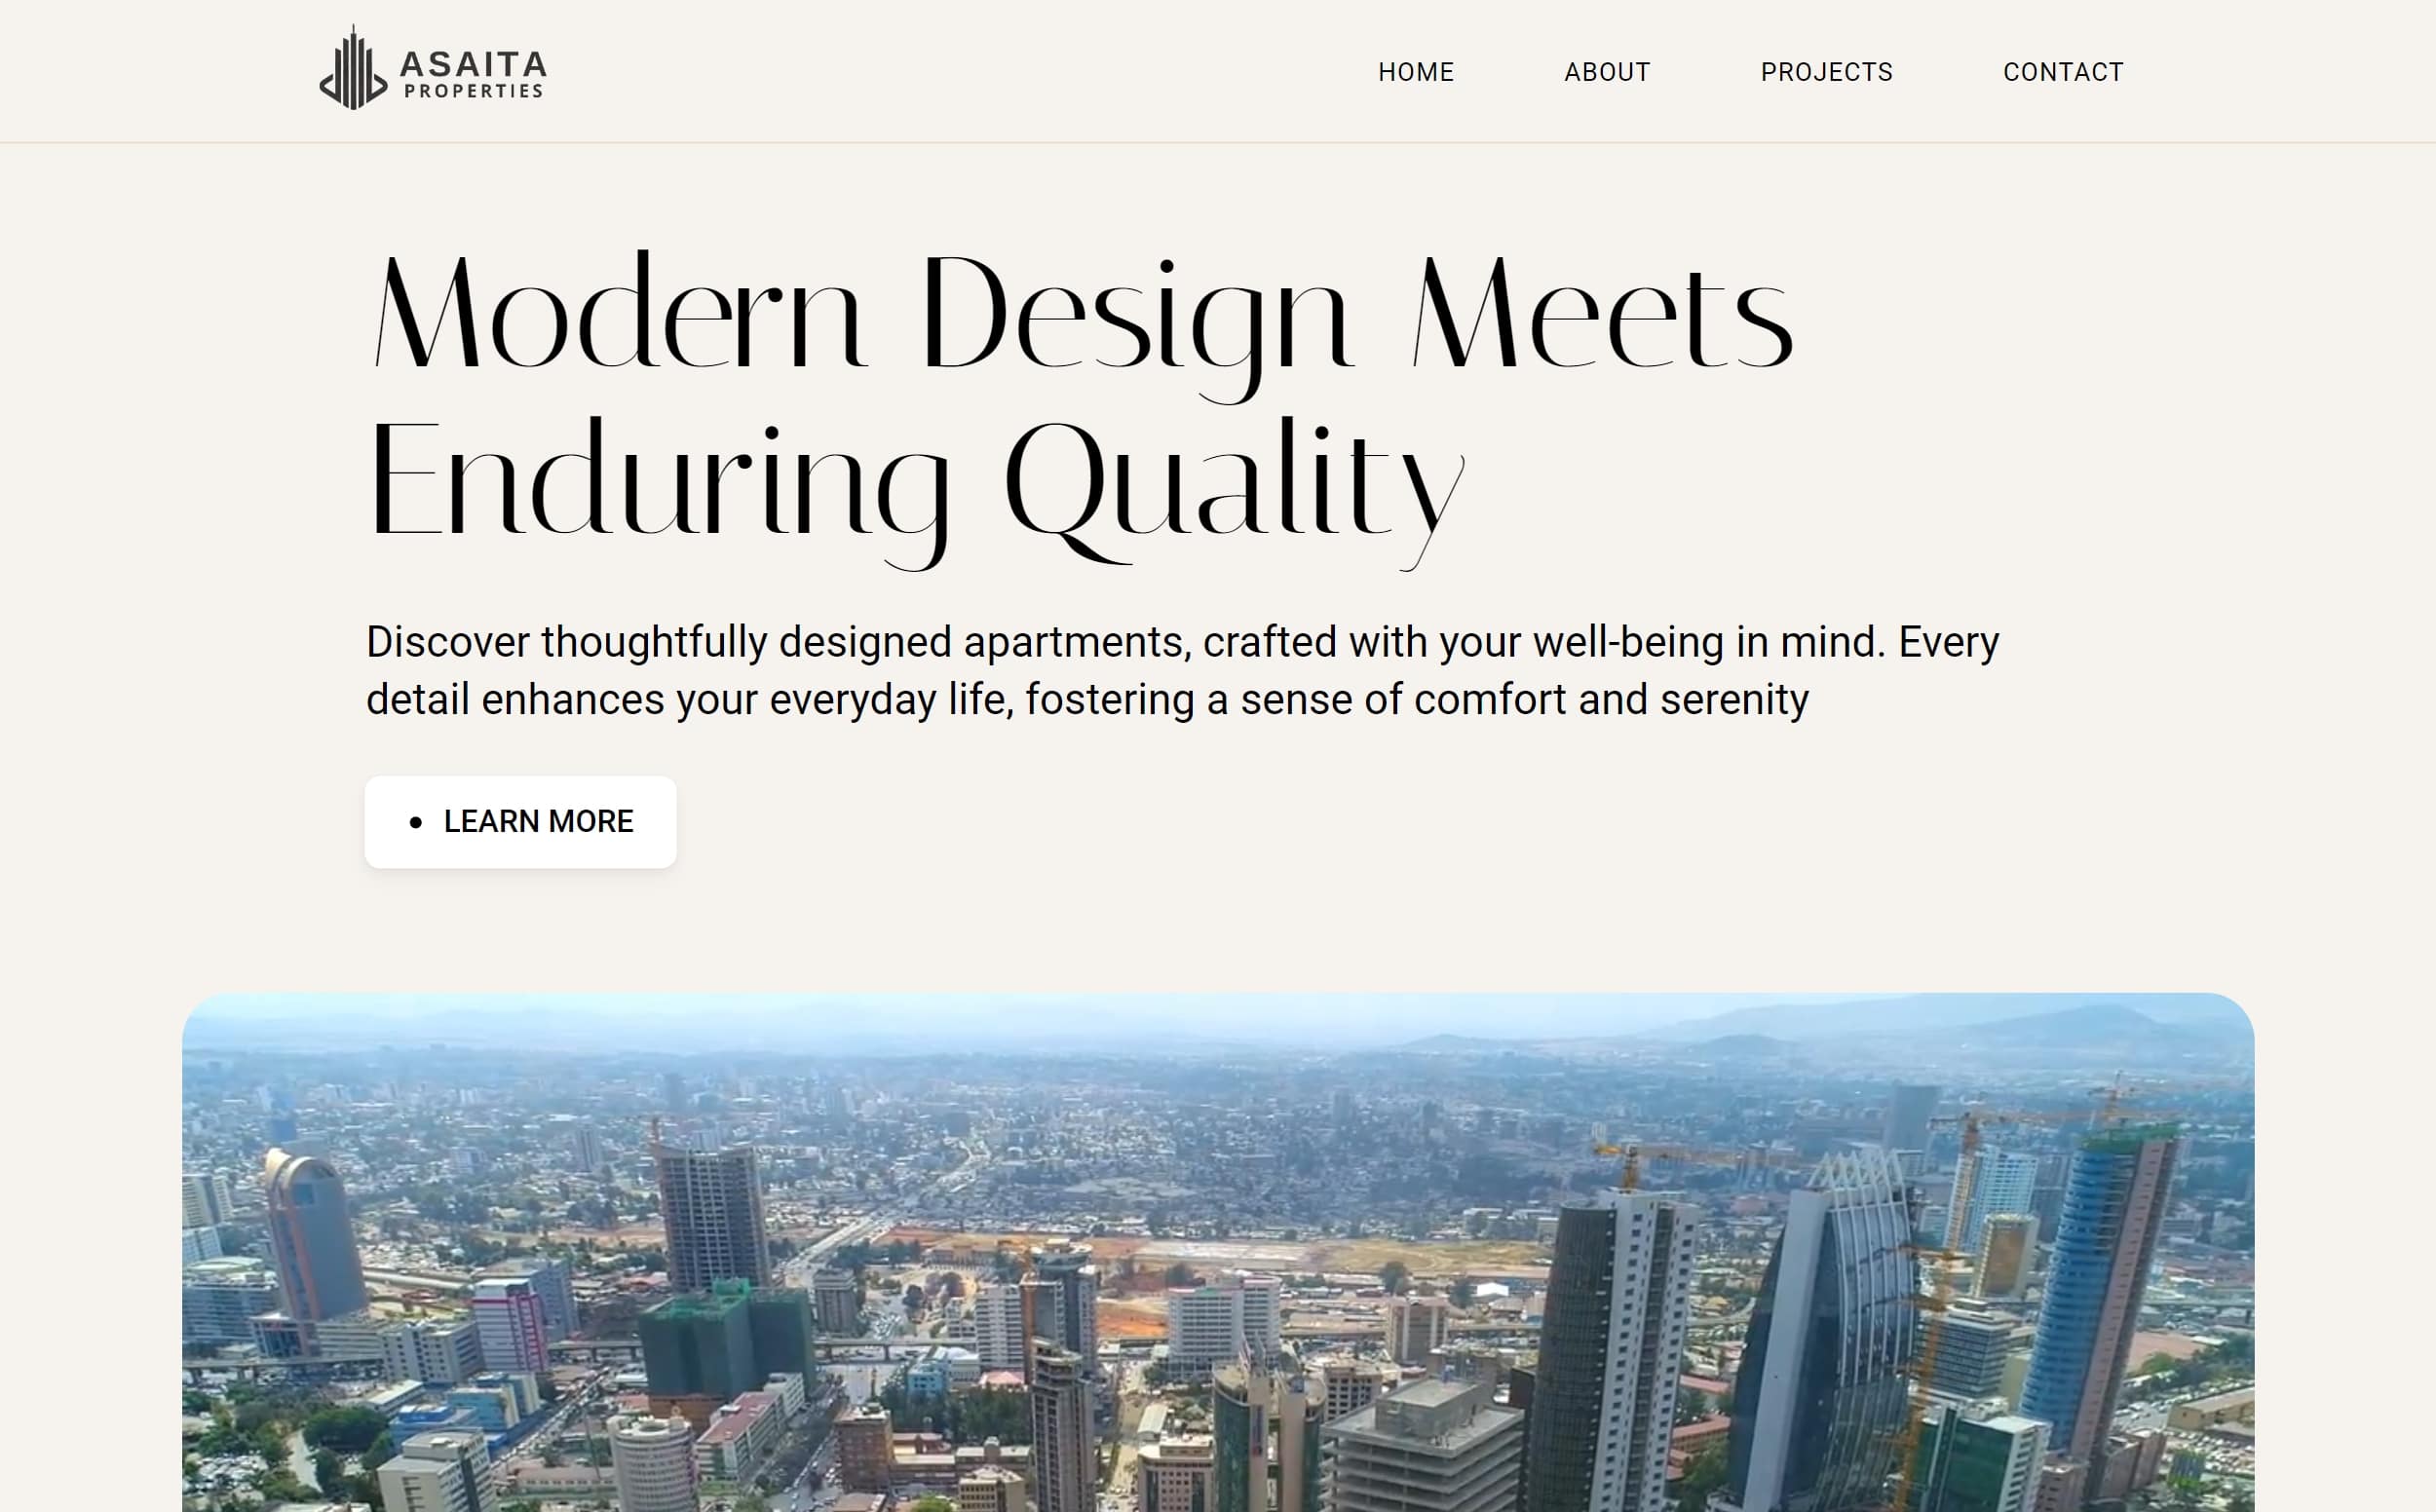 ASAITA
PROPERTIES
HOME
ABOUT
PROJECTS
CONTACT
Modern Design Meets
Enduring Quality
Discover thoughtfully designed apartments, crafted with your well-being in mind. Every
detail enhances your everyday life, fostering a sense of comfort and serenity
• LEARN MORE